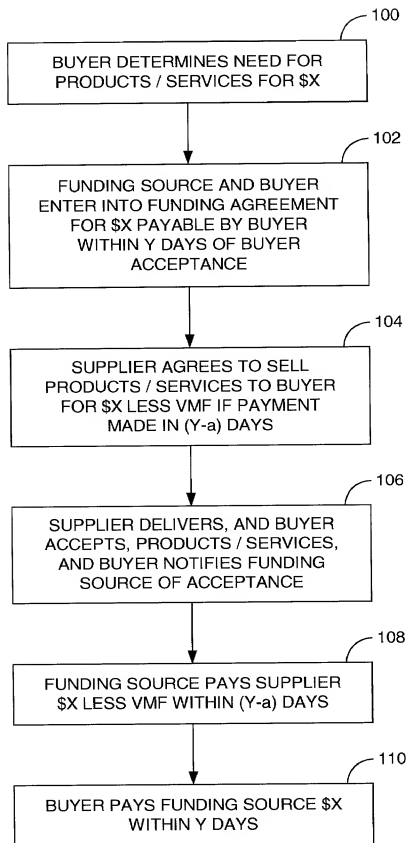 100
BUYER DETERMINES NEED FOR
PRODUCTS / SERVICES FOR $X
102
FUNDING SOURCE AND BUYER
ENTER INTO FUNDING AGREEMENT
FOR $X PAYABLE BY BUYER
WITHIN Y DAYS OF BUYER
ACCEPTANCE
104
SUPPLIER AGREES TO SELL
PRODUCTS / SERVICES TO BUYER
FOR $X LESS VMF IF PAYMENT
MADE IN (Y-a) DAYS
106
SUPPLIER DELIVERS, AND BUYER
ACCEPTS, PRODUCTS / SERVICES,
AND BUYER NOTIFIES FUNDING
SOURCE OF ACCEPTANCE
108
FUNDING SOURCE PAYS SUPPLIER
$X LESS VMF WITHIN (Y-a) DAYS
110
BUYER PAYS FUNDING SOURCE $X
WITHIN Y DAYS